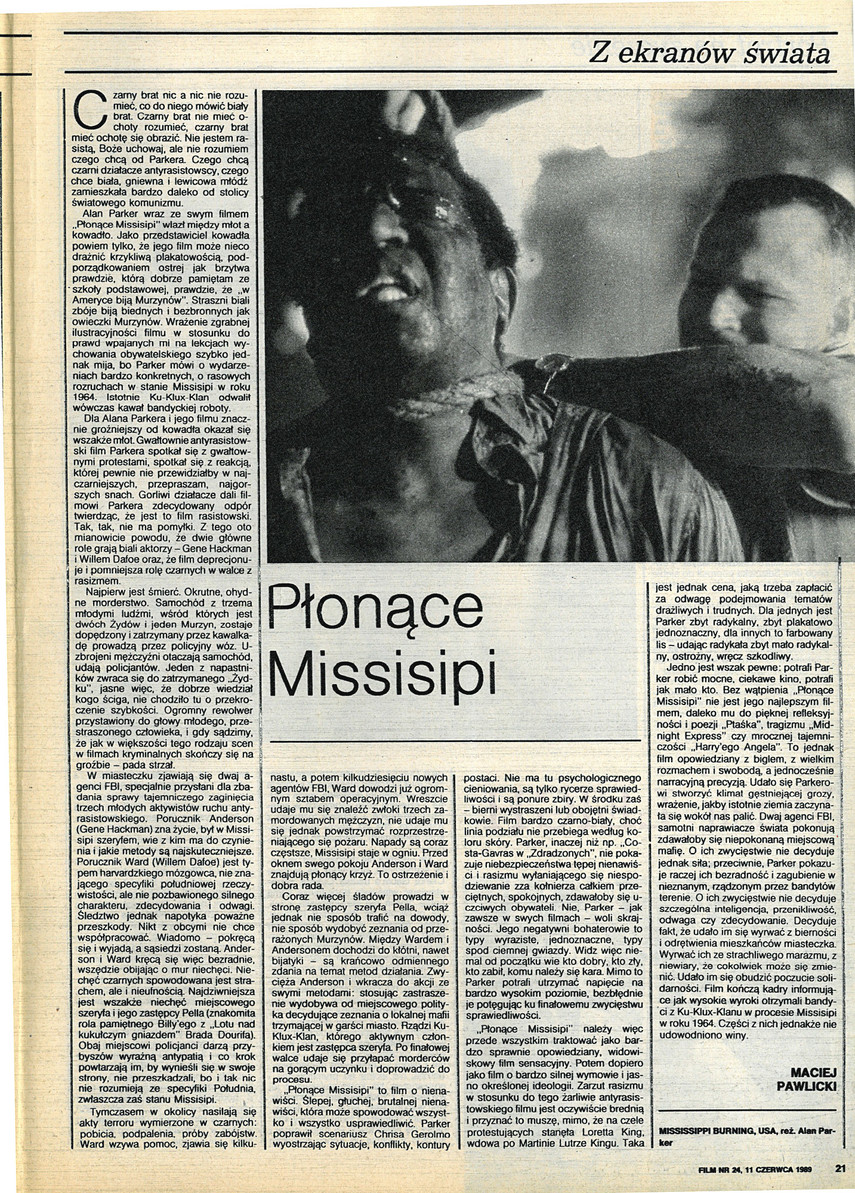 Z ekranów świata
Czarny brat nic a nic nie rozu-
mieć, co do niego mówić biały
brat. Czarny brat nie mieć o-
choty rozumieć, czarny brat
mieć ochotę się obrazić. Nie jestem ra-
sistą, Boże uchowaj, ale nie rozumiem
czego chcą od Parkera. Czego chcą
czarni działacze antyrasistowscy, czego
chce biała, gniewna i lewicowa młódź
zamieszkała bardzo daleko od stolicy
światowego komunizmu.
Alan Parker wraz ze swym filmem
„Płonące Missisipi" wlazł między młot a
kowadło. Jako przedstawiciel kowadła
powiem tylko, że jego film może nieco
drażnić krzykliwą plakatowością, pod-
porządkowaniem ostrej jak brzytwa
prawdzie, którą dobrze pamiętam ze
szkoły podstawowej, prawdzie, że „w
Ameryce biją Murzynów". Straszni biali
zbóje biją biednych i bezbronnych jak
owieczki Murzynów. Wrażenie zgrabnej
ilustracyjności filmu w stosunku do
prawd wpajanych mi na lekcjach wy-
chowania obywatelskiego szybko jed-
nak mija, bo Parker mówi o wydarze-
niach bardzo konkretnych, o rasowych
rozruchach w stanie Missisipi w roku
1964. Istotnie Ku-Klux-Klan odwalił
wówczas kawał bandyckiej roboty.
Dla Alana Parkera i jego filmu znacz-
nie groźniejszy od kowadła okazał się
wszakże młot. Gwałtownie antyrasistow-
ski film Parkera spotkał się z gwałtow-
nymi protestami, spotkał się z reakcją,
której pewnie nie przewidziałby w naj-
czarniejszych, przepraszam, najgor-
szych snach. Gorliwi działacze dali fil-
mowi Parkera zdecydowany odpór
twierdząc, że jest to film rasistowski.
Tak, tak, nie ma pomyłki. Z tego oto
mianowicie powodu, że dwie główne
role grają biali aktorzy – Gene Hackman
i Willem Dafoe oraz, że film deprecjonu-
je i pomniejsza rolę czarnych w walce z
rasizmem.
Najpierw jest śmierć. Okrutne, ohyd-
ne morderstwo. Samochód z trzema
młodymi ludźmi, wśród których jest
dwóch Żydów i jeden Murzyn, zostaje
dopędzony i zatrzymany przez kawalka-
dę prowadzą przez policyjny wóz. U-
zbrojeni mężczyźni otaczają samochód,
udają policjantów. Jeden z napastni-
ków zwraca się do zatrzymanego „Żyd-
ku", jasne więc, że dobrze wiedział
kogo ściga, nie chodziło tu o przekro-
czenie szybkości. Ogromny rewolwer
przystawiony do głowy młodego, prze-
straszonego człowieka, i gdy sądzimy,
że jak w większości tego rodzaju scen
w filmach kryminalnych skończy się na
groźbie – pada strzał.
W miasteczku zjawiają się dwaj a-
genci FBI, specjalnie przysłani dla zba-
dania sprawy tajemniczego zaginięcia
trzech młodych aktywistów ruchu anty-
rasistowskiego. Porucznik Anderson
(Gene Hackman) zna życie, był w Missi-
sipi szeryfem, wie z kim ma do czynie-
nia i jakie metody są najskuteczniejsze.
Porucznik Ward (Willem Dafoe) jest ty-
pem harvardzkiego mózgowca, nie zna-
jącego specyfiki południowej rzeczy-
wistości, ale nie pozbawionego silnego
charakteru, zdecydowania i odwagi.
Śledztwo jednak napotyka poważne
przeszkody. Nikt z obcymi nie chce
współpracować. Wiadomo – pokręcą
się i wyjadą, a sąsiedzi zostaną. Ander-
son i Ward kręcą się więc bezradnie,
wszędzie obijając o mur niechęci. Nie-
chęć czarnych spowodowana jest stra-
chem, ale i nieufnością. Najdziwniejsza
jest wszakże niechęć miejscowego
szeryfa i jego zastępcy Pella (znakomita
rola pamiętnego Billy'ego z „Lotu nad
kukułczym gniazdem" Brada Dourifa).
Obaj miejscowi policjanci darzą przy-
byszów wyraźną antypatią i co krok
powtarzają im, by wynieśli się w swoje
strony, nie przeszkadzali, bo i tak nic
nie rozumieją ze specyfiki Południa,
zwłaszcza zaś stanu Missisipi.
Tymczasem w okolicy nasilają się
akty terroru wymierzone w czarnych:
pobicia, podpalenia, próby zabójstw.
Ward wzywa pomoc, zjawia się kilku-
Płonące
Missisipi
nastu, a potem kilkudziesięciu nowych
agentów FBI, Ward dowodzi już ogrom-
nym sztabem operacyjnym. Wreszcie
udaje mu się znaleźć zwłoki trzech za-
mordowanych mężczyzn, nie udaje mu
się jednak powstrzymać rozprzestrze-
niającego się pożaru. Napady są coraz
częstsze, Missisipi staje w ogniu. Przed
oknem swego pokoju Anderson i Ward
znajdują płonący krzyż. To ostrzeżenie i
dobra rada.
Coraz więcej śladów prowadzi w
stronę zastępcy szeryfa Pella, wciąż
jednak nie sposób trafić na dowody,
nie sposób wydobyć zeznania od prze-
rażonych Murzynów. Między Wardem i
Andersonem dochodzi do kłótni, nawet
bijatyki – są krańcowo odmiennego
zdania na temat metod działania. Zwy-
cięża Anderson i wkracza do akcji ze
swymi metodami: stosując zastrasze-
nie wydobywa od miejscowego polity-
ka decydujące zeznania o lokalnej mafii
trzymającej w garści miasto. Rządzi Ku-
Klux-Klan, którego aktywnym człon-
kiem jest zastępca szeryfa. Po finałowej
walce udaje się przyłapać morderców
na gorącym uczynku i doprowadzić do
procesu.
„Płonące Missisipi" to film o niena-
wiści. Ślepej, głuchej, brutalnej niena-
wiści, która może spowodować wszyst-
ko i wszystko usprawiedliwić. Parker
poprawił scenariusz Chrisa Gerolmo
wyostrzając sytuacje, konflikty, kontury
postaci. Nie ma tu psychologicznego
cieniowania, są tylko rycerze sprawied-
liwości i są ponure zbiry. W środku zaś
– bierni wystraszeni lub obojętni świad-
kowie. Film bardzo czarno-biały, choć
linia podziału nie przebiega według ko-
loru skóry. Parker, inaczej niż np. „Co-
sta-Gavras w „Zdradzonych", nie poka-
zuje niebezpieczeństwa tępej nienawiś-
ci i rasizmu wyłaniającego się niespo-
dziewanie zza kołnierza całkiem prze-
ciętnych, spokojnych, zdawałoby się u-
czciwych obywateli. Nie, Parker – jak
zawsze w swych filmach – woli skraj-
ności. Jego negatywni bohaterowie to
typy wyraziste, jednoznaczne, typy
spod ciemnej gwiazdy. Widz więc nie-
mal od początku wie kto dobry, kto zły,
kto zabił, komu należy się kara. Mimo to
Parker potrafi utrzymać napięcie na
bardzo wysokim poziomie, bezbłędnie
je potęgując ku finałowemu zwycięstwu
sprawiedliwości.
„Płonące Missisipi" należy więc
przede wszystkim traktować jako bar-
dzo sprawnie opowiedziany, widowi-
skowy film sensacyjny. Potem dopiero
jako film o bardzo silnej wymowie i jas-
no określonej ideologii. Zarzut rasizmu
w stosunku do tego żarliwie antyrasis-
towskiego filmu jest oczywiście brednią
i przyznać to muszę, mimo, że na czele
protestujących stanęła Loretta King,
wdowa po Martinie Lutrze Kingu. Taka
jest jednak cena, jaką trzeba zapłacić
za odwagę podejmowania tematów
drażliwych i trudnych. Dla jednych jest
Parker zbyt radykalny, zbyt plakatowo
jednoznaczny, dla innych to farbowany
lis – udając radykała zbyt mało radykal-
ny, ostrożny, wręcz szkodliwy.
Jedno jest wszak pewne: potrafi Par-
ker robić mocne, ciekawe kino, potrafi
jak mało kto. Bez wątpienia „Płonące
Missisipi" nie jest jego najlepszym fil-
mem, daleko mu do pięknej refleksyj-
ności i poezji „Ptaśka", tragizmu „Mid-
night Express" czy mrocznej tajemni-
czości „Harry'ego Angela". To jednak
film opowiedziany z biglem, z wielkim
rozmachem i swobodą, a jednocześnie
narracyjną precyzją. Udało się Parkero-
wi stworzyć klimat gęstniejącej grozy,
wrażenie, jakby istotnie ziemia zaczyna-
ła się wokół nas palić. Dwaj agenci FBI,
samotni naprawiacze świata pokonują
zdawałoby się niepokonaną miejscową
mafię. O ich zwycięstwie nie decyduje
jednak siła; przeciwnie, Parker pokazu-
je raczej ich bezradność i zagubienie w
nieznanym, rządzonym przez bandytów
terenie. O ich zwycięstwie nie decyduje
szczególna inteligencja, przenikliwość,
odwaga czy zdecydowanie. Decyduje
fakt, że udało im się wyrwać z bierności
i odrętwienia mieszkańców miasteczka.
Wyrwać ich ze strachliwego marazmu, z
niewiary, że cokolwiek może się zmie-
nić. Udało im się obudzić poczucie soli-
darności. Film kończą kadry informują-
ce jak wysokie wyroki otrzymali bandy-
ci z Ku-Klux-Klanu w procesie Missisipi
w roku 1964. Części z nich jednakże nie
udowodniono winy.
MACIEJ
PAWLICKI
MISSISSIPPI BURNING, USA, reż. Alan Par-
ker
FILM NR 24, 11 CZERWCA 1989 21